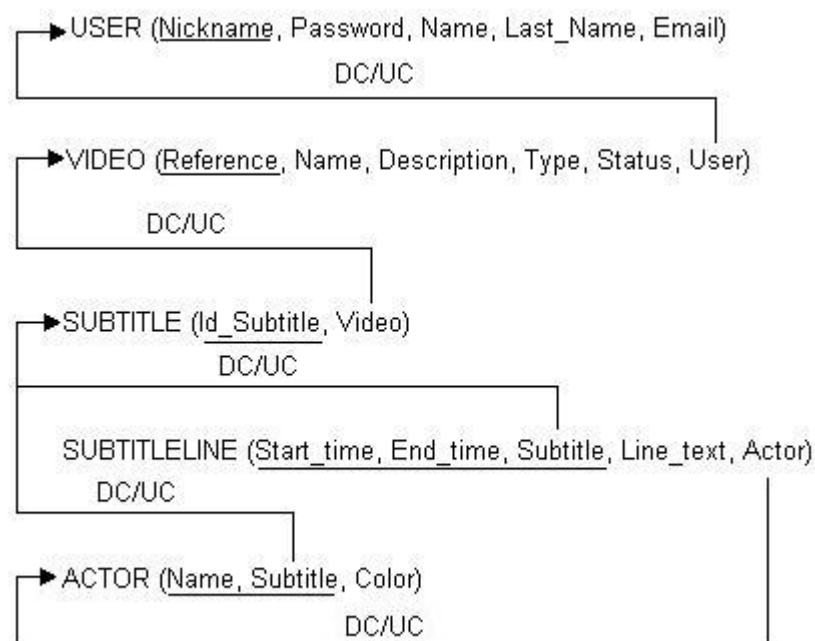 USER (Nickname, Password, Name, Last_Name, Email)
DC/UC
VIDEO (Reference, Name, Description, Type, Status, User)
DC/UC
SUBTITLE (Id_Subtitle, Video)
DC/UC
SUBTITLELINE (Start_time, End_time, Subtitle, Line_text, Actor)
DC/UC
ACTOR (Name, Subtitle, Color)
DC/UC